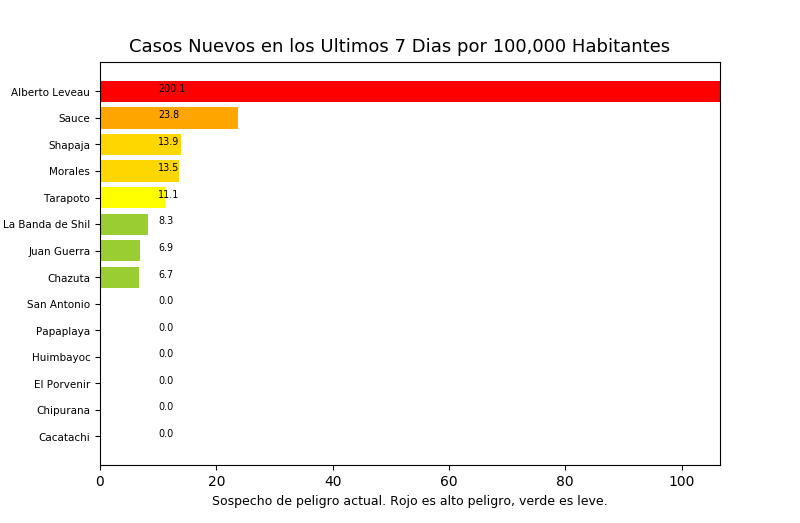 Casos Nuevos en los Ultimos 7 Dias por 100,000 Habitantes
Alberto Leveau 200.1
Sauce 23.8
Shapaja 13.9
Morales 13.5
Tarapoto 11.1
La Banda de Shil 8.3
Juan Guerra 6.9
Chazuta 6.7
San Antonio 0.0
Papaplaya 0.0
Huimbayoc 0.0
El Porvenir 0.0
Chipurana 0.0
Cacatachi 0.0
0 20 40 60 80 100
Sospecho de peligro actual. Rojo es alto peligro, verde es leve.